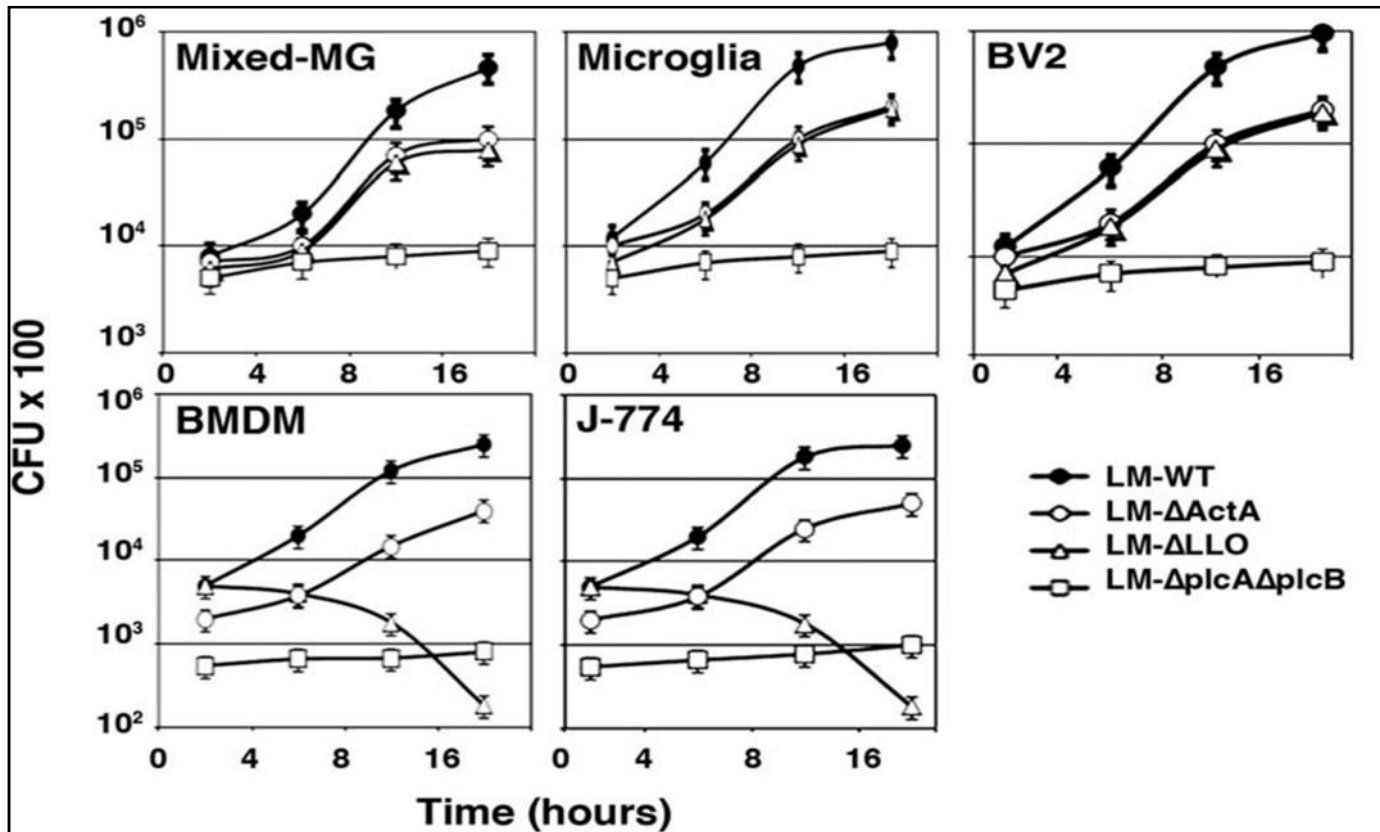 Mixed-MG
Microglia
BV2
10⁶
10⁵
10⁴
10³
0 4 8 16
0 4 8 16
0 4 8 16
BMDM
J-774
10⁶
10⁵
10⁴
10³
10²
0 4 8 16
0 4 8 16
CFU x 100
Time (hours)
LM-WT
LM-ΔActA
LM-ΔLLO
LM-ΔplcAΔplcB